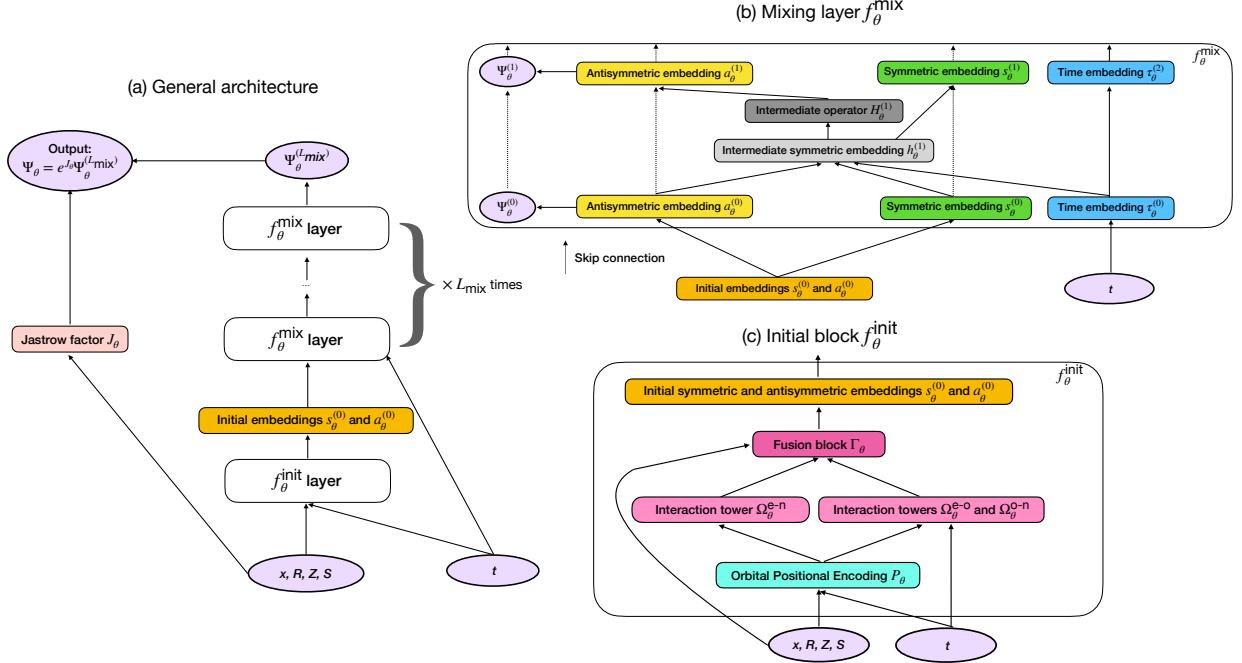 (a) General architecture
Output:
Ψ_θ = e^{J_θ}Ψ_θ^{(L_mix)}
Ψ_θ^{(L_mix)}
f_θ^mix layer
...
f_θ^mix layer
× L_mix times
Jastrow factor J_θ
Initial embeddings s_θ^(0) and a_θ^(0)
f_θ^init layer
x, R, Z, S
t
(b) Mixing layer f_θ^mix
f_θ^mix
Ψ_θ^(1)
Antisymmetric embedding a_θ^(1)
Symmetric embedding s_θ^(1)
Time embedding τ_θ^(2)
Intermediate operator H_θ^(1)
Intermediate symmetric embedding h_θ^(1)
Ψ_θ^(0)
Antisymmetric embedding a_θ^(0)
Symmetric embedding s_θ^(0)
Time embedding τ_θ^(0)
Skip connection
Initial embeddings s_θ^(0) and a_θ^(0)
t
(c) Initial block f_θ^init
f_θ^init
Initial symmetric and antisymmetric embeddings s_θ^(0) and a_θ^(0)
Fusion block Γ_θ
Interaction tower Ω_θ^e-n
Interaction towers Ω_θ^e-o and Ω_θ^o-n
Orbital Positional Encoding P_θ
x, R, Z, S
t